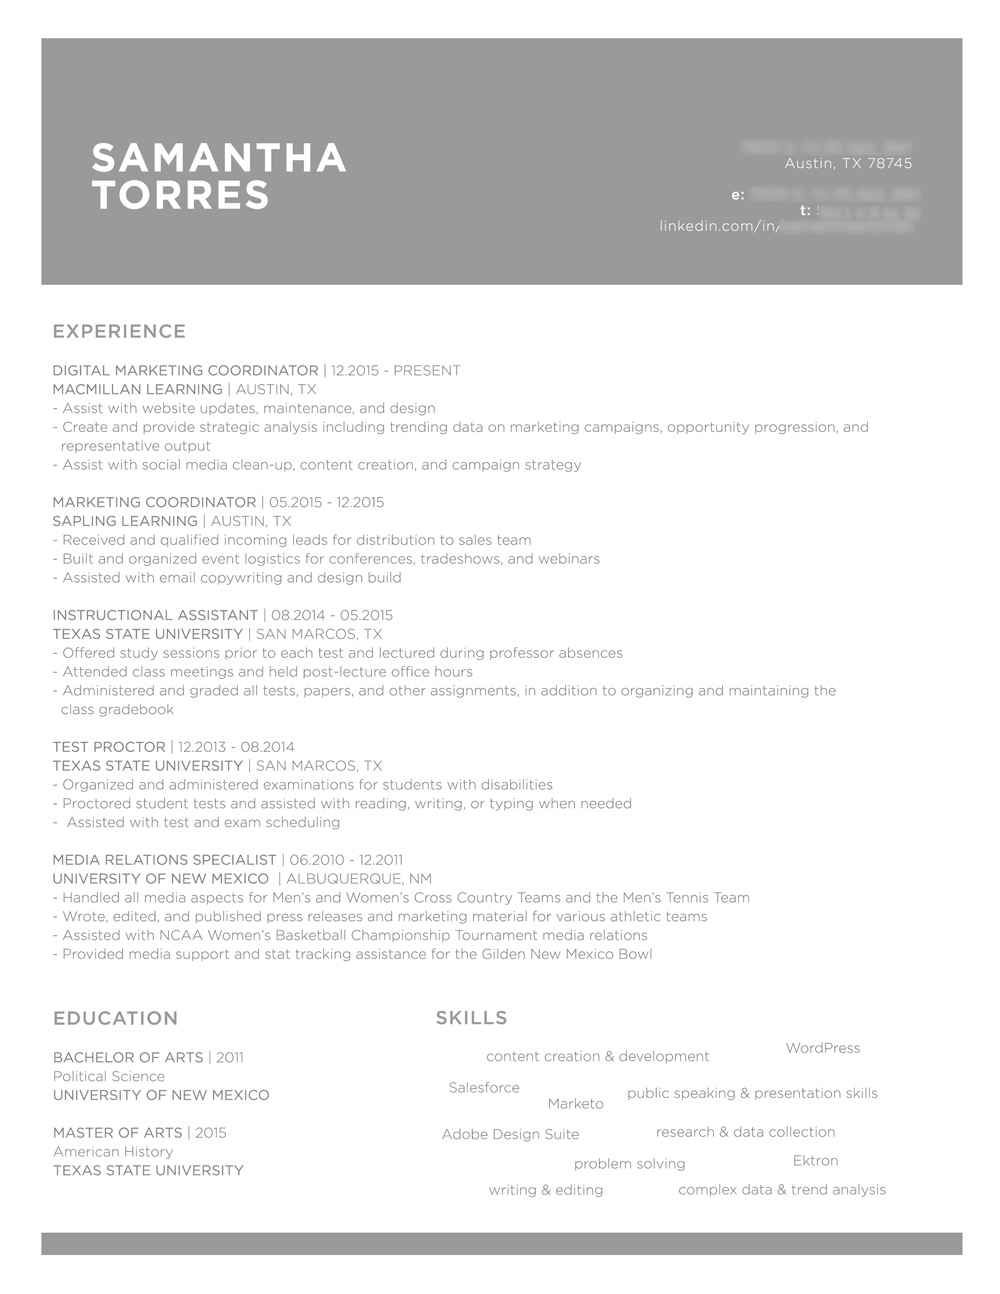 SAMANTHA
TORRES
Austin, TX 78745
e:
t:
linkedin.com/in/
EXPERIENCE
DIGITAL MARKETING COORDINATOR | 12.2015 - PRESENT
MACMILLAN LEARNING | AUSTIN, TX
- Assist with website updates, maintenance, and design
- Create and provide strategic analysis including trending data on marketing campaigns, opportunity progression, and
representative output
- Assist with social media clean-up, content creation, and campaign strategy
MARKETING COORDINATOR | 05.2015 - 12.2015
SAPLING LEARNING | AUSTIN, TX
- Received and qualified incoming leads for distribution to sales team
- Built and organized event logistics for conferences, tradeshows, and webinars
- Assisted with email copywriting and design build
INSTRUCTIONAL ASSISTANT | 08.2014 - 05.2015
TEXAS STATE UNIVERSITY | SAN MARCOS, TX
- Offered study sessions prior to each test and lectured during professor absences
- Attended class meetings and held post-lecture office hours
- Administered and graded all tests, papers, and other assignments, in addition to organizing and maintaining the
class gradebook
TEST PROCTOR | 12.2013 - 08.2014
TEXAS STATE UNIVERSITY | SAN MARCOS, TX
- Organized and administered examinations for students with disabilities
- Proctored student tests and assisted with reading, writing, or typing when needed
- Assisted with test and exam scheduling
MEDIA RELATIONS SPECIALIST | 06.2010 - 12.2011
UNIVERSITY OF NEW MEXICO | ALBUQUERQUE, NM
- Handled all media aspects for Men's and Women's Cross Country Teams and the Men's Tennis Team
- Wrote, edited, and published press releases and marketing material for various athletic teams
- Assisted with NCAA Women's Basketball Championship Tournament media relations
- Provided media support and stat tracking assistance for the Gilden New Mexico Bowl
EDUCATION
BACHELOR OF ARTS | 2011
Political Science
UNIVERSITY OF NEW MEXICO
MASTER OF ARTS | 2015
American History
TEXAS STATE UNIVERSITY
SKILLS
WordPress
content creation & development
Salesforce
public speaking & presentation skills
Marketo
Adobe Design Suite
research & data collection
problem solving
Ektron
writing & editing
complex data & trend analysis